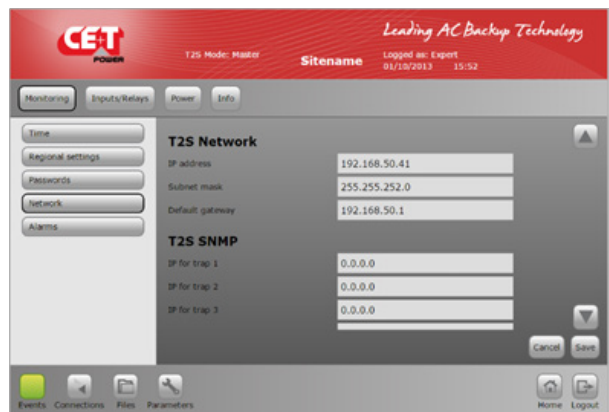 CE+T
POWER
T2S Mode: Master
Sitename
Leading AC Backup Technology
Logged as: Expert
01/10/2013 15:52
Monitoring Inputs/Relays Power Info
Time
Regional settings
Passwords
Network
Alarms
T2S Network
IP address 192.168.50.41
Subnet mask 255.255.252.0
Default gateway 192.168.50.1
T2S SNMP
IP for trap 1 0.0.0.0
IP for trap 2 0.0.0.0
IP for trap 3 0.0.0.0
Cancel Save
Events Connections Files Parameters Home Logout